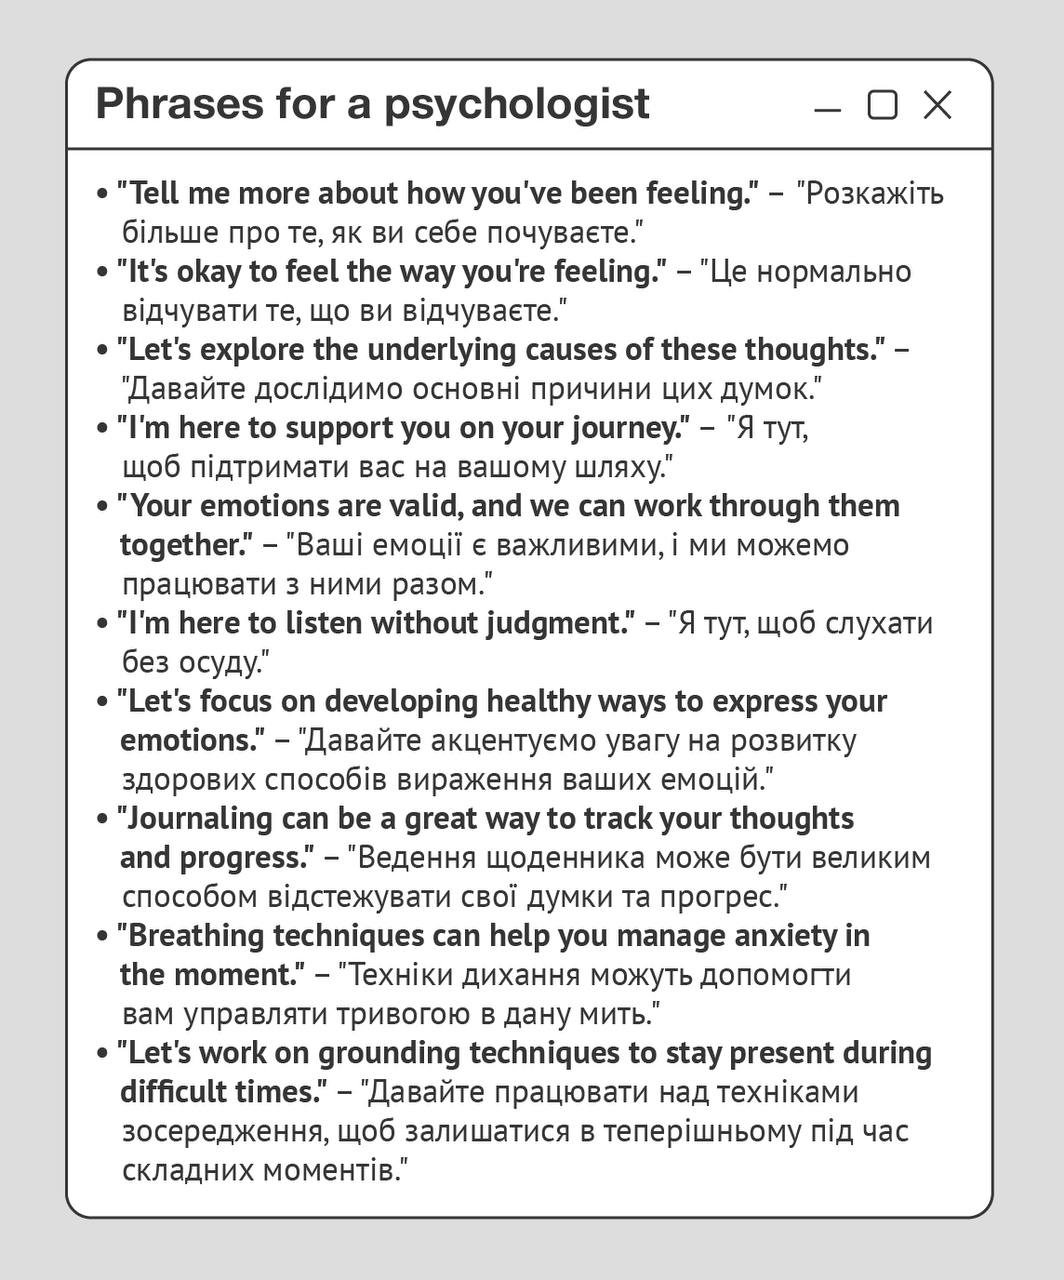 Phrases for a psychologist
• "Tell me more about how you've been feeling." – "Розкажіть
більше про те, як ви себе почуваєте."
• "It's okay to feel the way you're feeling." – "Це нормально
відчувати те, що ви відчуваєте."
• "Let's explore the underlying causes of these thoughts." –
"Давайте дослідимо основні причини цих думок."
• "I'm here to support you on your journey." – "Я тут,
щоб підтримати вас на вашому шляху."
• "Your emotions are valid, and we can work through them
together." – "Ваші емоції є важливими, і ми можемо
працювати з ними разом."
• "I'm here to listen without judgment." – "Я тут, щоб слухати
без осуду."
• "Let's focus on developing healthy ways to express your
emotions." – "Давайте акцентуємо увагу на розвитку
здорових способів вираження ваших емоцій."
• "Journaling can be a great way to track your thoughts
and progress." – "Ведення щоденника може бути великим
способом відстежувати свої думки та прогрес."
• "Breathing techniques can help you manage anxiety in
the moment." – "Техніки дихання можуть допомогти
вам управляти тривогою в дану мить."
• "Let's work on grounding techniques to stay present during
difficult times." – "Давайте працювати над техніками
зосередження, щоб залишатися в теперішньому під час
складних моментів."